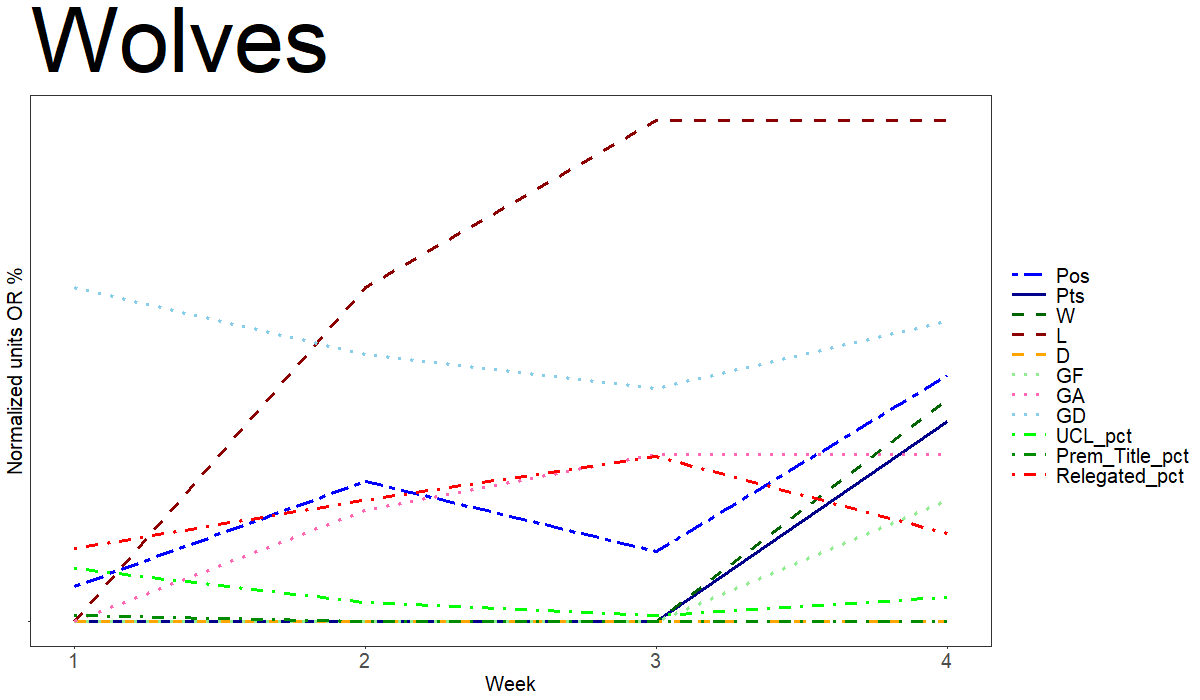 Wolves
Normalized units OR %
Pos
Pts
W
L
D
GF
GA
GD
UCL_pct
Prem_Title_pct
Relegated_pct
1 2 3 4
Week